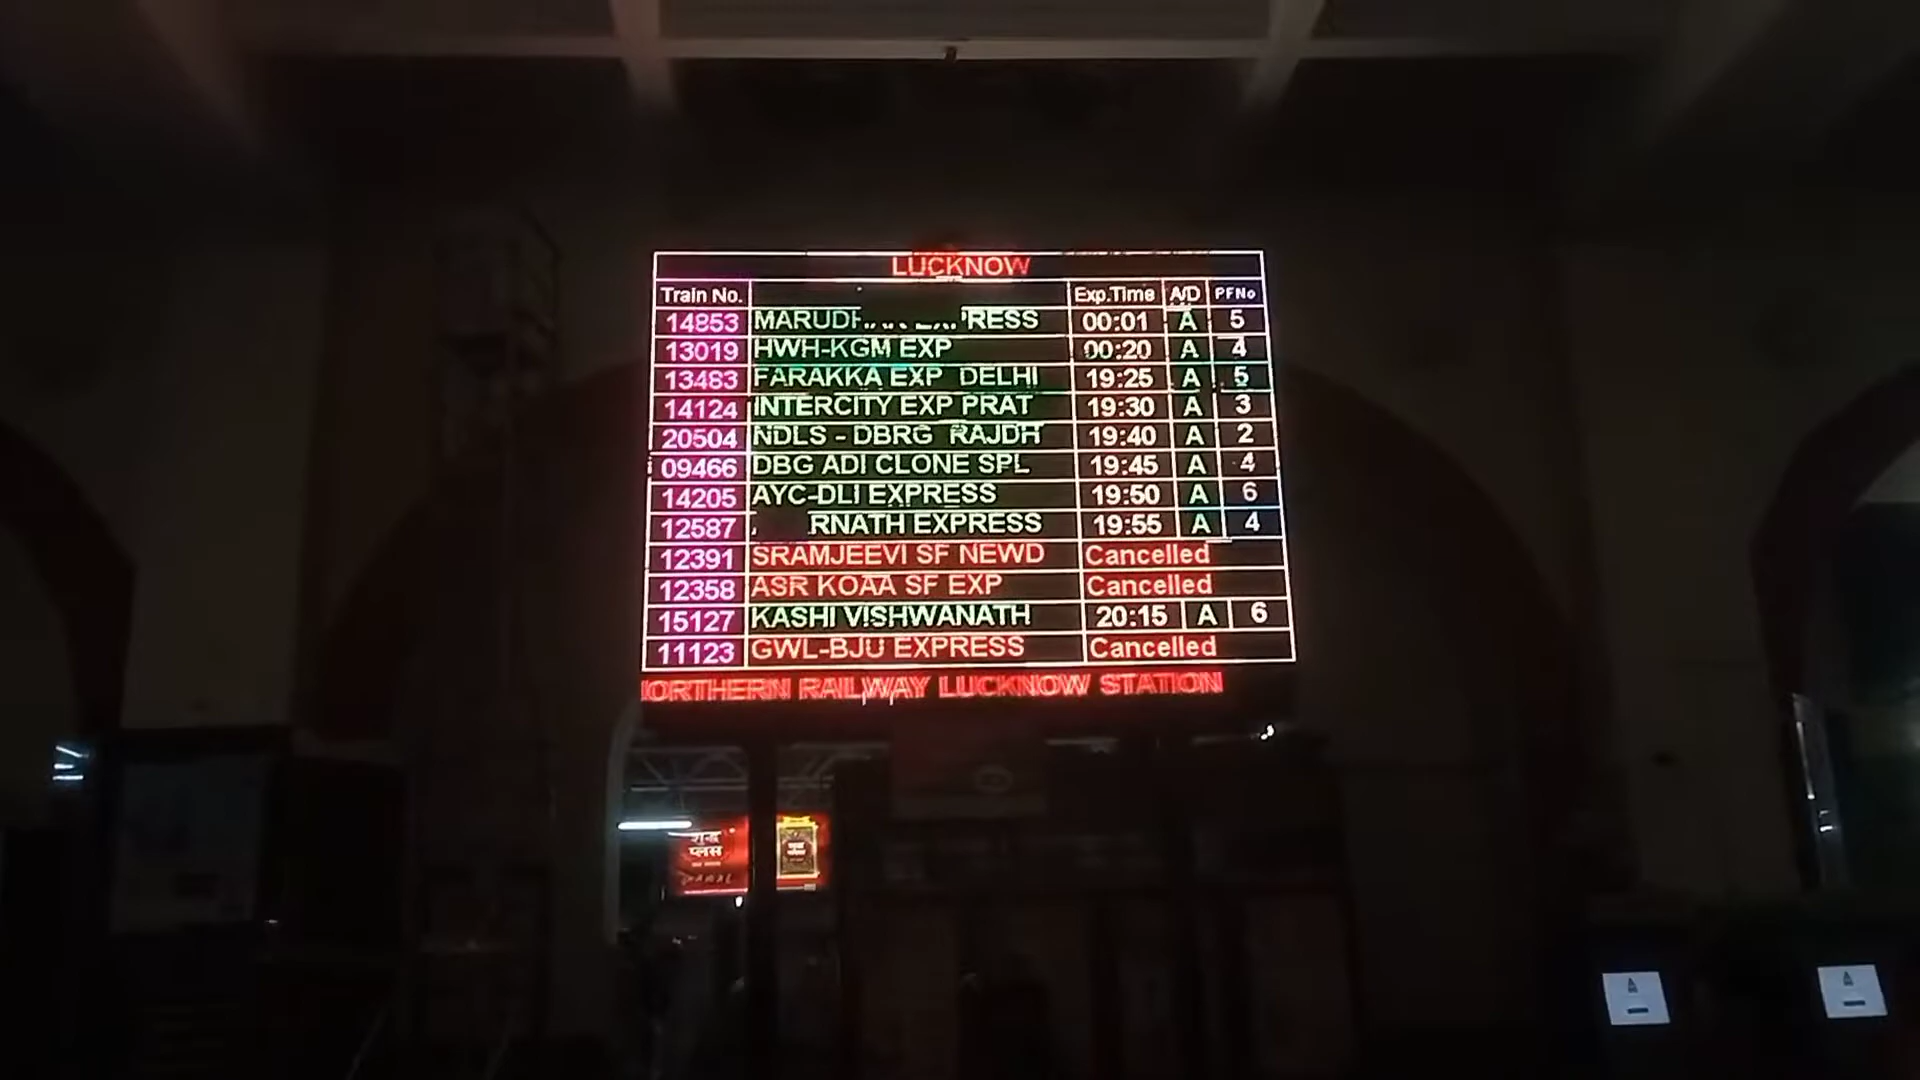 LUCKNOW
Train No. Exp.Time A/D PFNo
14853 00:01 A 5
13019 HWH-KGM EXP 00:20 A 4
13483 FARAKKA EXP DELHI 19:25 A 5
14124 INTERCITY EXP PRAT 19:30 A 3
20504 NDLS - DBRG RAJDH 19:40 A 2
09466 DBG ADI CLONE SPL 19:45 A 4
14205 AYC-DLI EXPRESS 19:50 A 6
12587 RNATH EXPRESS 19:55 A 4
12391 SRAMJEEVI SF NEWD Cancelled
12358 ASR KOAA SF EXP Cancelled
15127 KASHI VISHWANATH 20:15 A 6
11123 GWL-BJU EXPRESS Cancelled
ORTHERN RAILWAY LUCKNOW STATION
शुद्ध
प्लस